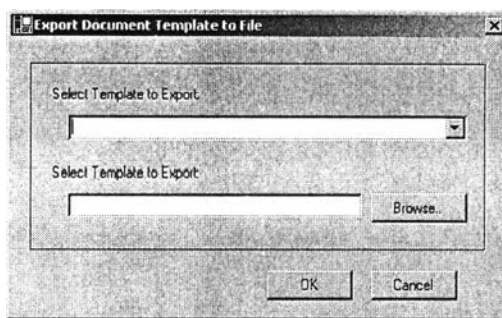 Export Document Template to File
Select Template to Export:
Select Template to Export:
Browse..
OK
Cancel